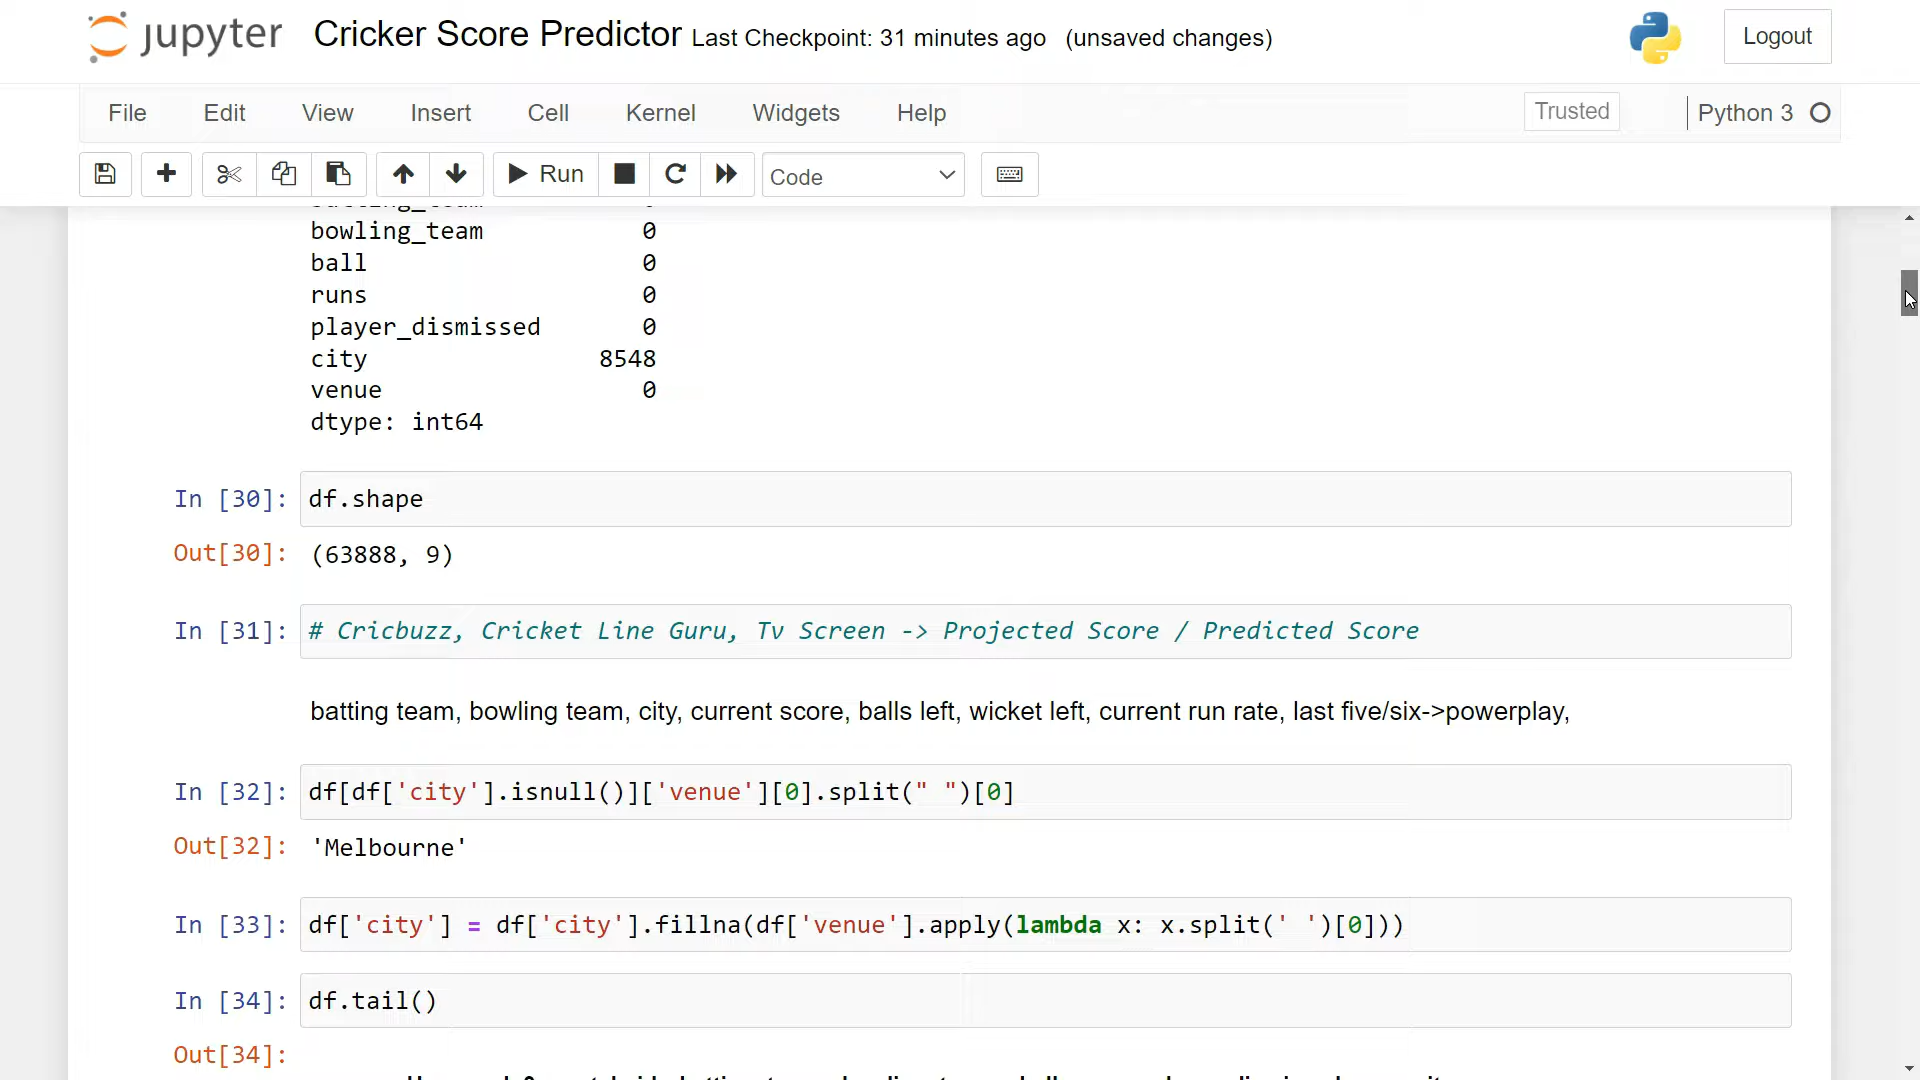 jupyter Cricker Score Predictor Last Checkpoint: 31 minutes ago (unsaved changes) Logout
File Edit View Insert Cell Kernel Widgets Help Trusted Python 3
Run Code
bowling_team 0
ball 0
runs 0
player_dismissed 0
city 8548
venue 0
dtype: int64
In [30]: df.shape
Out[30]: (63888, 9)
In [31]: # Cricbuzz, Cricket Line Guru, Tv Screen -> Projected Score / Predicted Score
batting team, bowling team, city, current score, balls left, wicket left, current run rate, last five/six->powerplay,
In [32]: df[df['city'].isnull()]['venue'][0].split(" ")[0]
Out[32]: 'Melbourne'
In [33]: df['city'] = df['city'].fillna(df['venue'].apply(lambda x: x.split(' ')[0]))
In [34]: df.tail()
Out[34]: